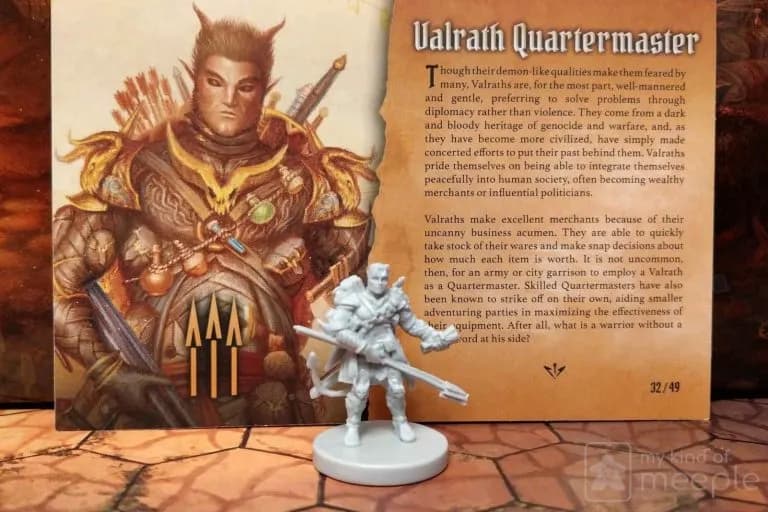 Valrath Quartermaster
Though their demon-like qualities make them feared by
many, Valraths are, for the most part, well-mannered
and gentle, preferring to solve problems through
diplomacy rather than violence. They come from a dark
and bloody heritage of genocide and warfare, and, as
they have become more civilized, have simply made
concerted efforts to put their past behind them. Valraths
pride themselves on being able to integrate themselves
peacefully into human society, often becoming wealthy
merchants or influential politicians.
Valraths make excellent merchants because of their
uncanny business acumen. They are able to quickly
take stock of their wares and make snap decisions about
how much each item is worth. It is not uncommon,
then, for an army or city garrison to employ a Valrath
as a Quartermaster. Skilled Quartermasters have also
been known to strike off on their own, aiding smaller
adventuring parties in maximizing the effectiveness of
their equipment. After all, what is a warrior without a
word at his side?
32/49
my kind of
meeple